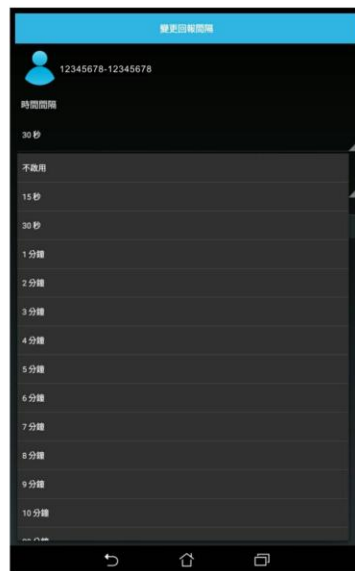 變更回報間隔
12345678-12345678
時間間隔
30 秒
不啟用
15 秒
30 秒
1 分鐘
2 分鐘
3 分鐘
4 分鐘
5 分鐘
6 分鐘
7 分鐘
8 分鐘
9 分鐘
10 分鐘